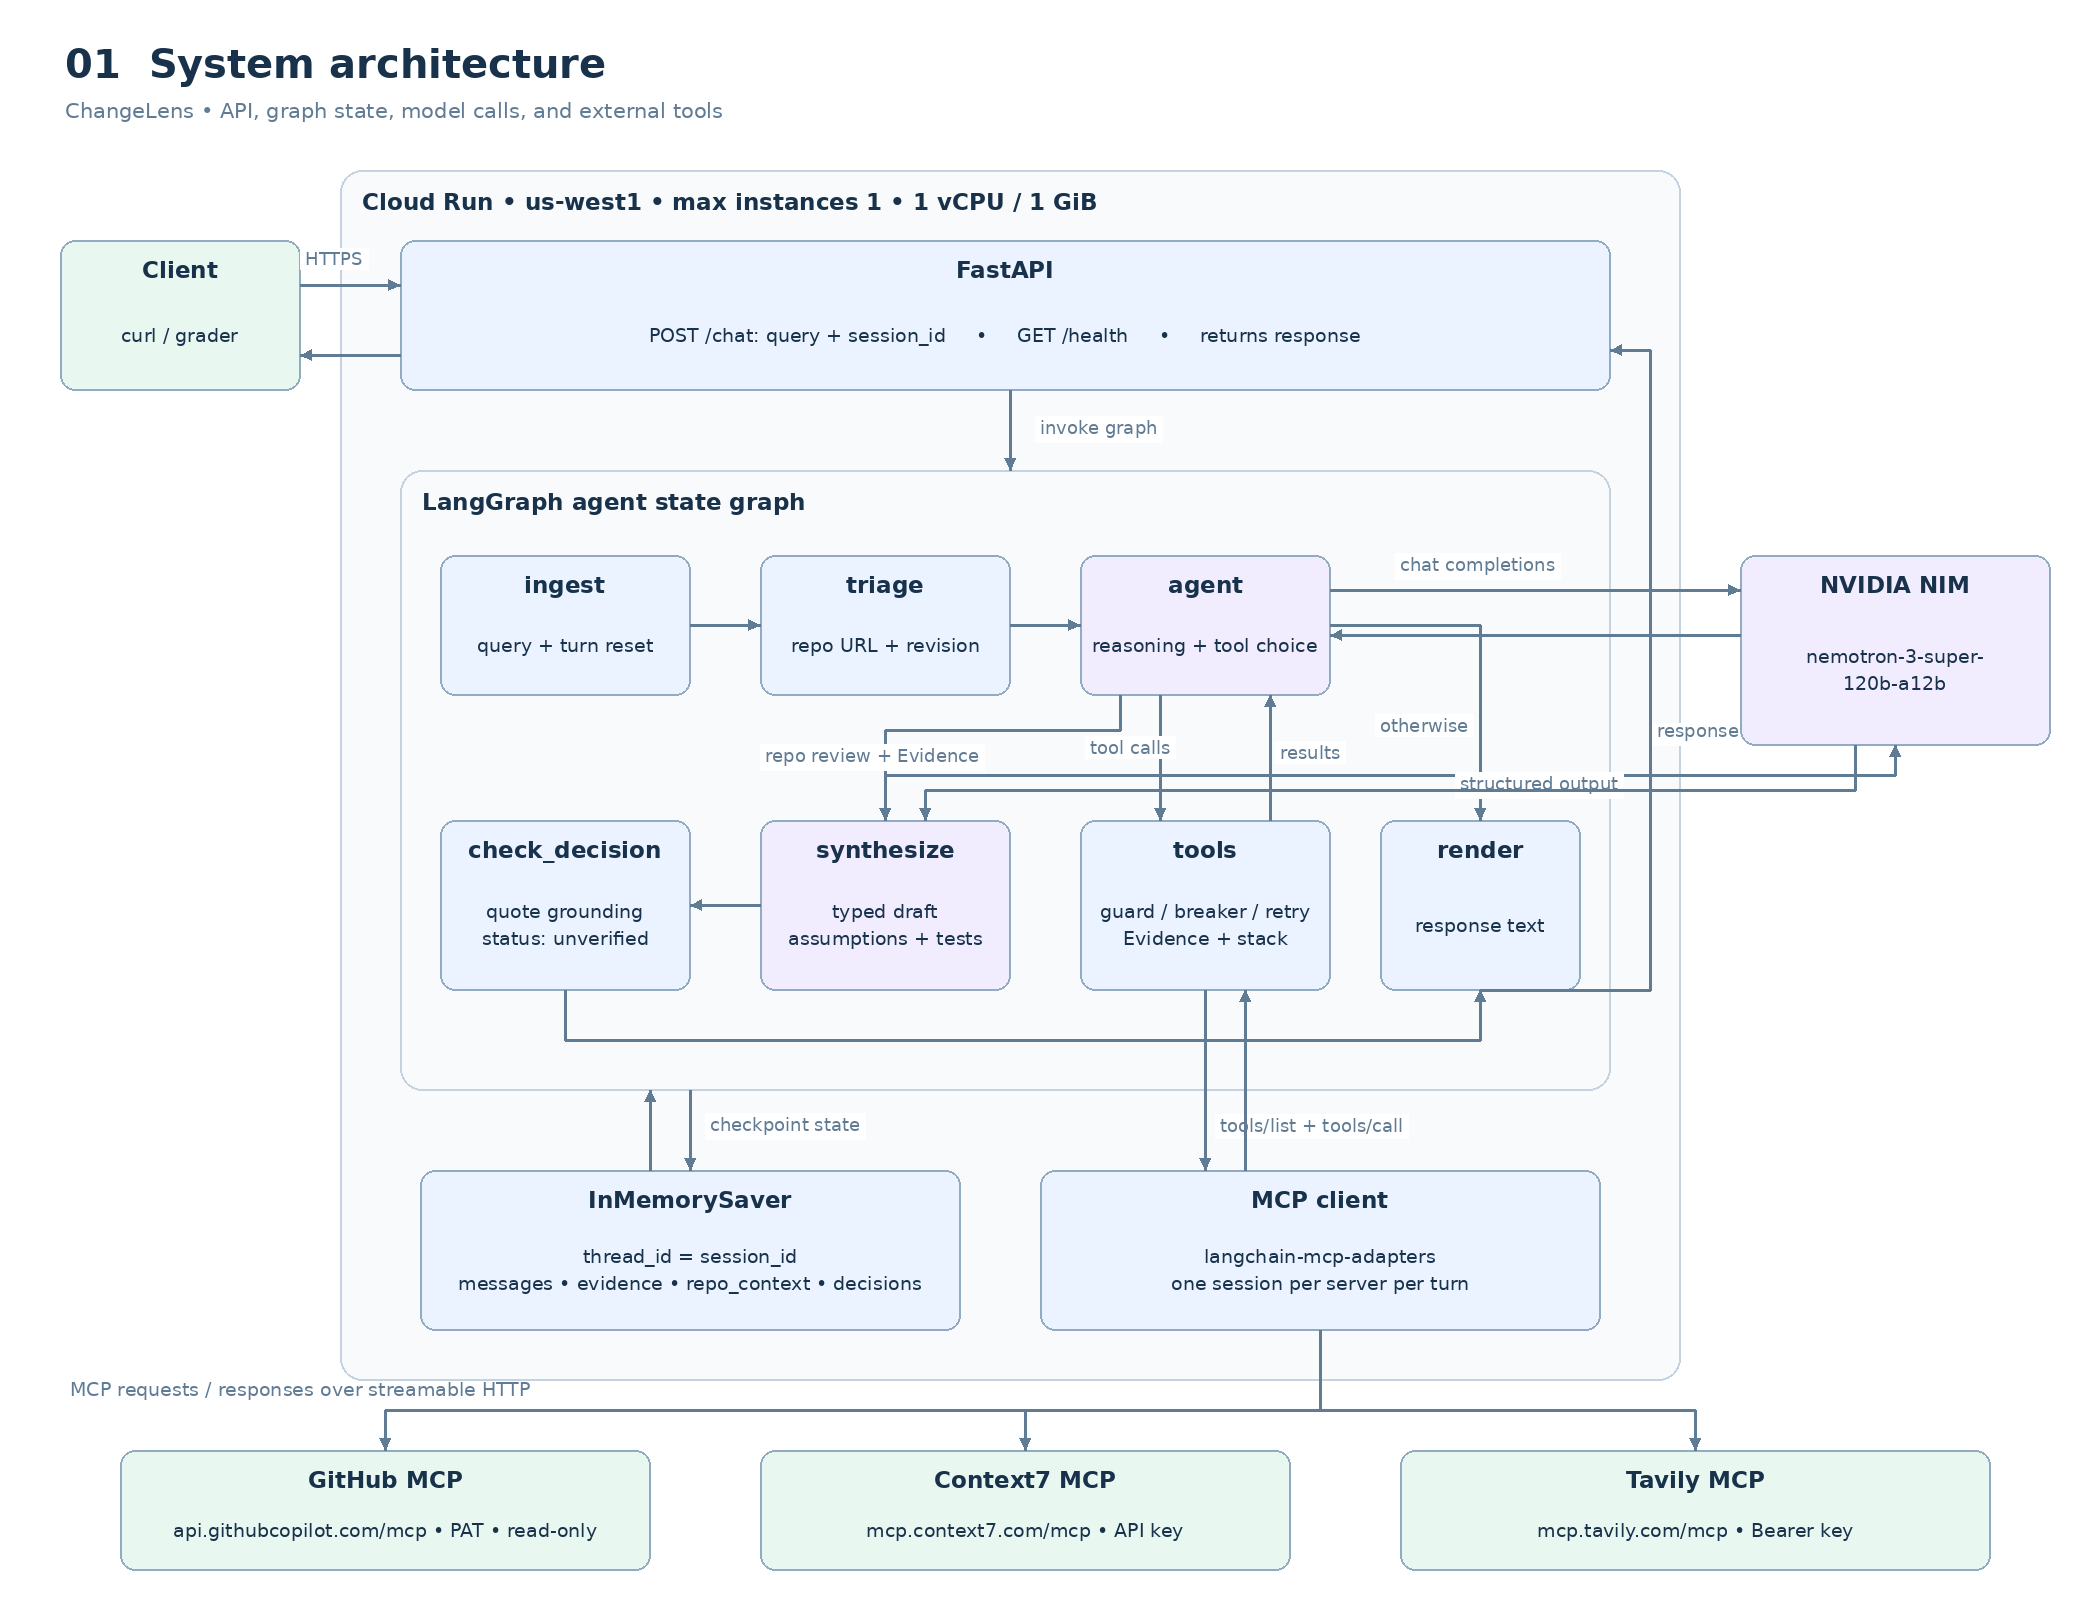 01 System architecture
ChangeLens • API, graph state, model calls, and external tools
Cloud Run • us-west1 • max instances 1 • 1 vCPU / 1 GiB
Client
curl / grader
HTTPS
FastAPI
POST /chat: query + session_id • GET /health • returns response
invoke graph
LangGraph agent state graph
ingest
query + turn reset
triage
repo URL + revision
agent
reasoning + tool choice
chat completions
NVIDIA NIM
nemotron-3-super-
120b-a12b
repo review + Evidence
tool calls
results
otherwise
response
structured output
check_decision
quote grounding
status: unverified
synthesize
typed draft
assumptions + tests
tools
guard / breaker / retry
Evidence + stack
render
response text
checkpoint state
tools/list + tools/call
InMemorySaver
thread_id = session_id
messages • evidence • repo_context • decisions
MCP client
langchain-mcp-adapters
one session per server per turn
MCP requests / responses over streamable HTTP
GitHub MCP
api.githubcopilot.com/mcp • PAT • read-only
Context7 MCP
mcp.context7.com/mcp • API key
Tavily MCP
mcp.tavily.com/mcp • Bearer key